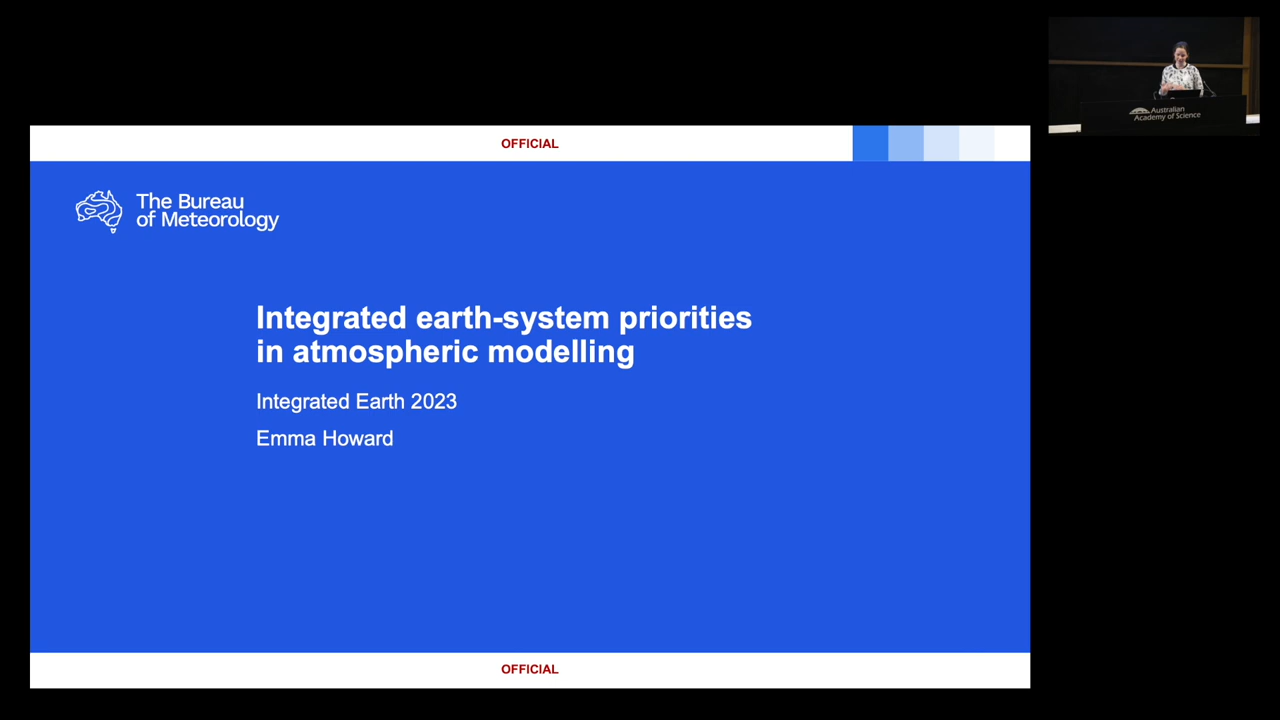 OFFICIAL
The Bureau
of Meteorology
Integrated earth-system priorities
in atmospheric modelling
Integrated Earth 2023
Emma Howard
OFFICIAL
Australian
Academy of Science